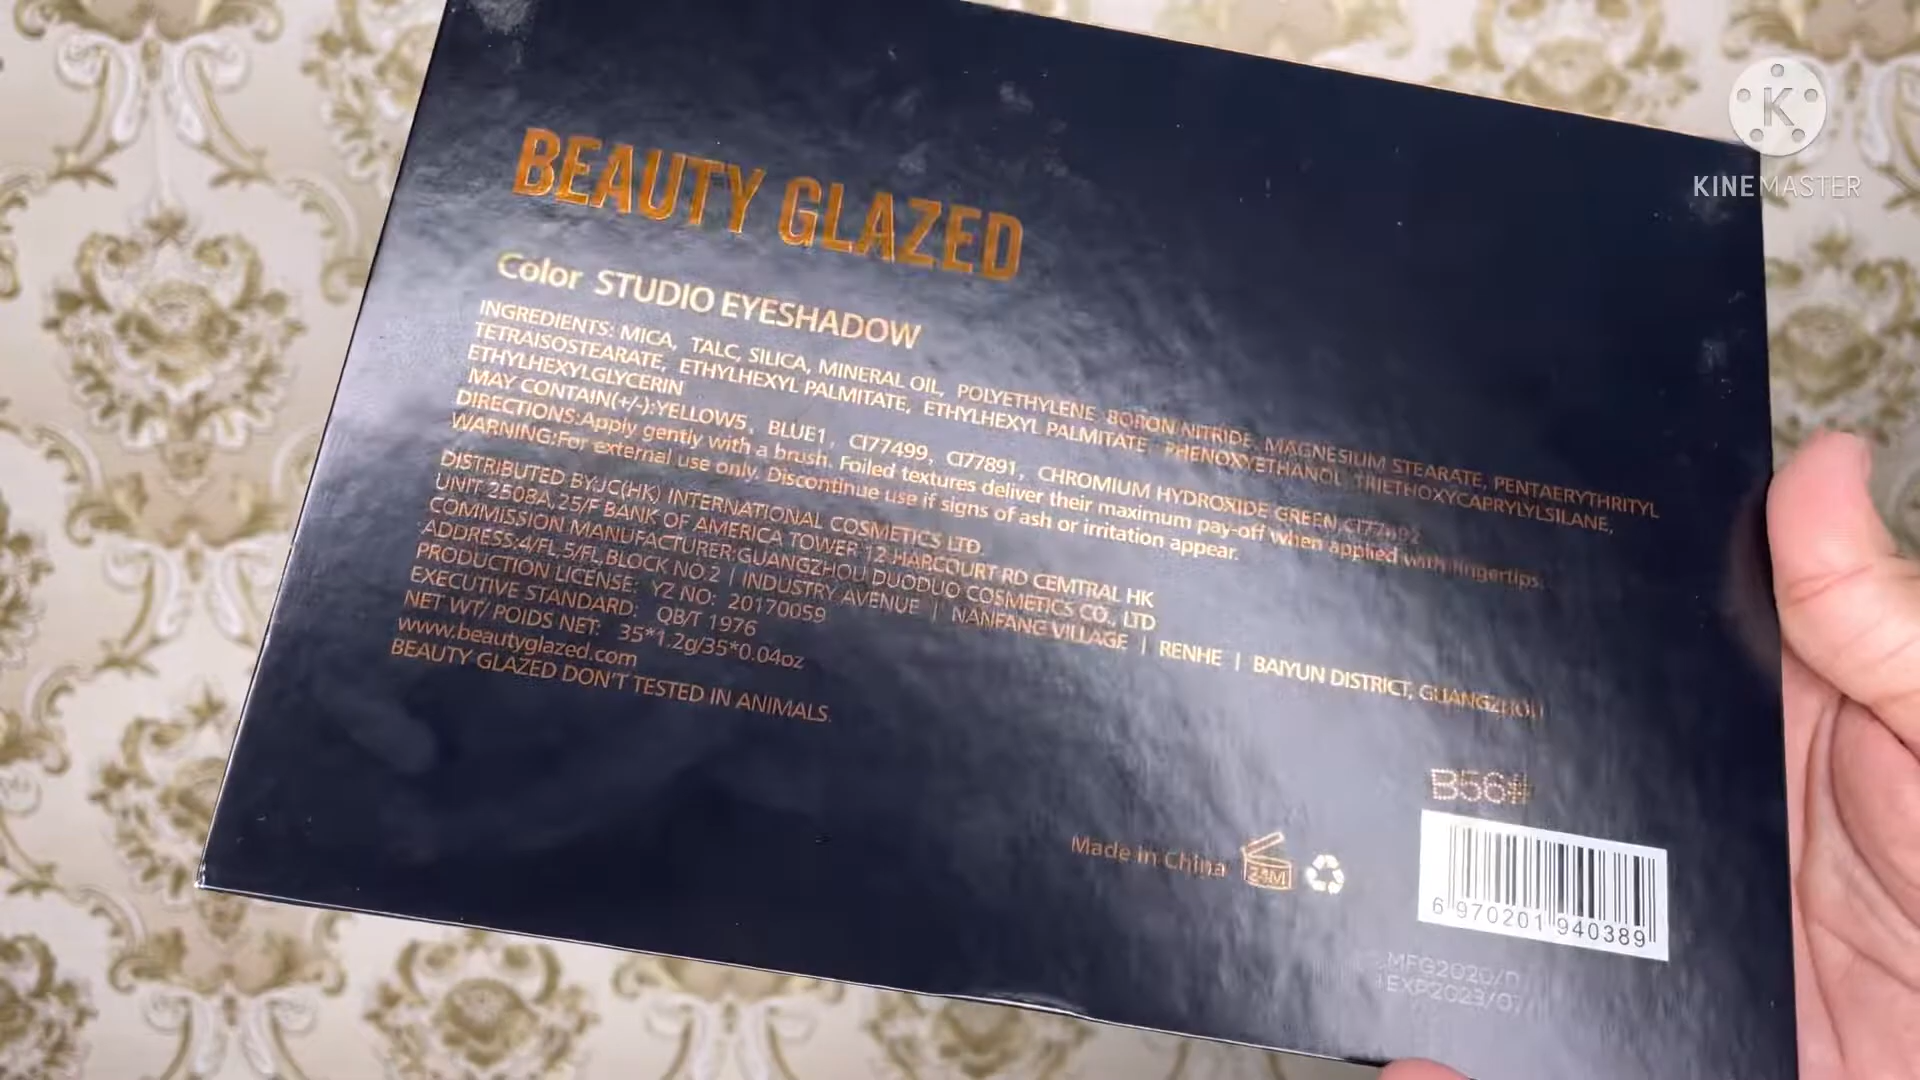 BEAUTY GLAZED
Color STUDIO EYESHADOW
INGREDIENTS: MICA, TALC, SILICA, MINERAL OIL, POLYETHYLENE, BORON NITRIDE, MAGNESIUM STEARATE, PENTAERYTHRITYL
TETRAISOSTEARATE, ETHYLHEXYL PALMITATE, ETHYLHEXYL PALMITATE PHENOXYETHANOL TRIETHOXYCAPRYLYLSILANE,
ETHYLHEXYLGLYCERIN
MAY CONTAIN(+/-):YELLOW5, BLUE1, CI77499, CI77891, CHROMIUM HYDROXIDE GREEN,
DIRECTIONS:Apply gently with a brush. Foiled textures deliver their maximum pay-off when applied with fingertips.
WARNING:For external use only. Discontinue use if signs of ash or irritation appear.
DISTRIBUTED BY:JC(HK) INTERNATIONAL COSMETICS LTD.
UNIT 2508A,25/F BANK OF AMERICA TOWER 12 HARCOURT RD CEMTRAL HK
COMMISSION MANUFACTURER:GUANGZHOU DUODUO COSMETICS CO., LTD
ADDRESS:4/FL,5/FL,BLOCK NO.2 | INDUSTRY AVENUE | NANFANG VILLAGE | RENHE | BAIYUN DISTRICT, GUANGZHOU
PRODUCTION LICENSE: YZ NO: 20170059
EXECUTIVE STANDARD: QB/T 1976
NET WT/ POIDS NET: 35*1.2g/35*0.04oz
www.beautyglazed.com
BEAUTY GLAZED DON'T TESTED IN ANIMALS.
B56#
Made in China
24M
6 970201 940389
EXP2023/07
K
KINEMASTER